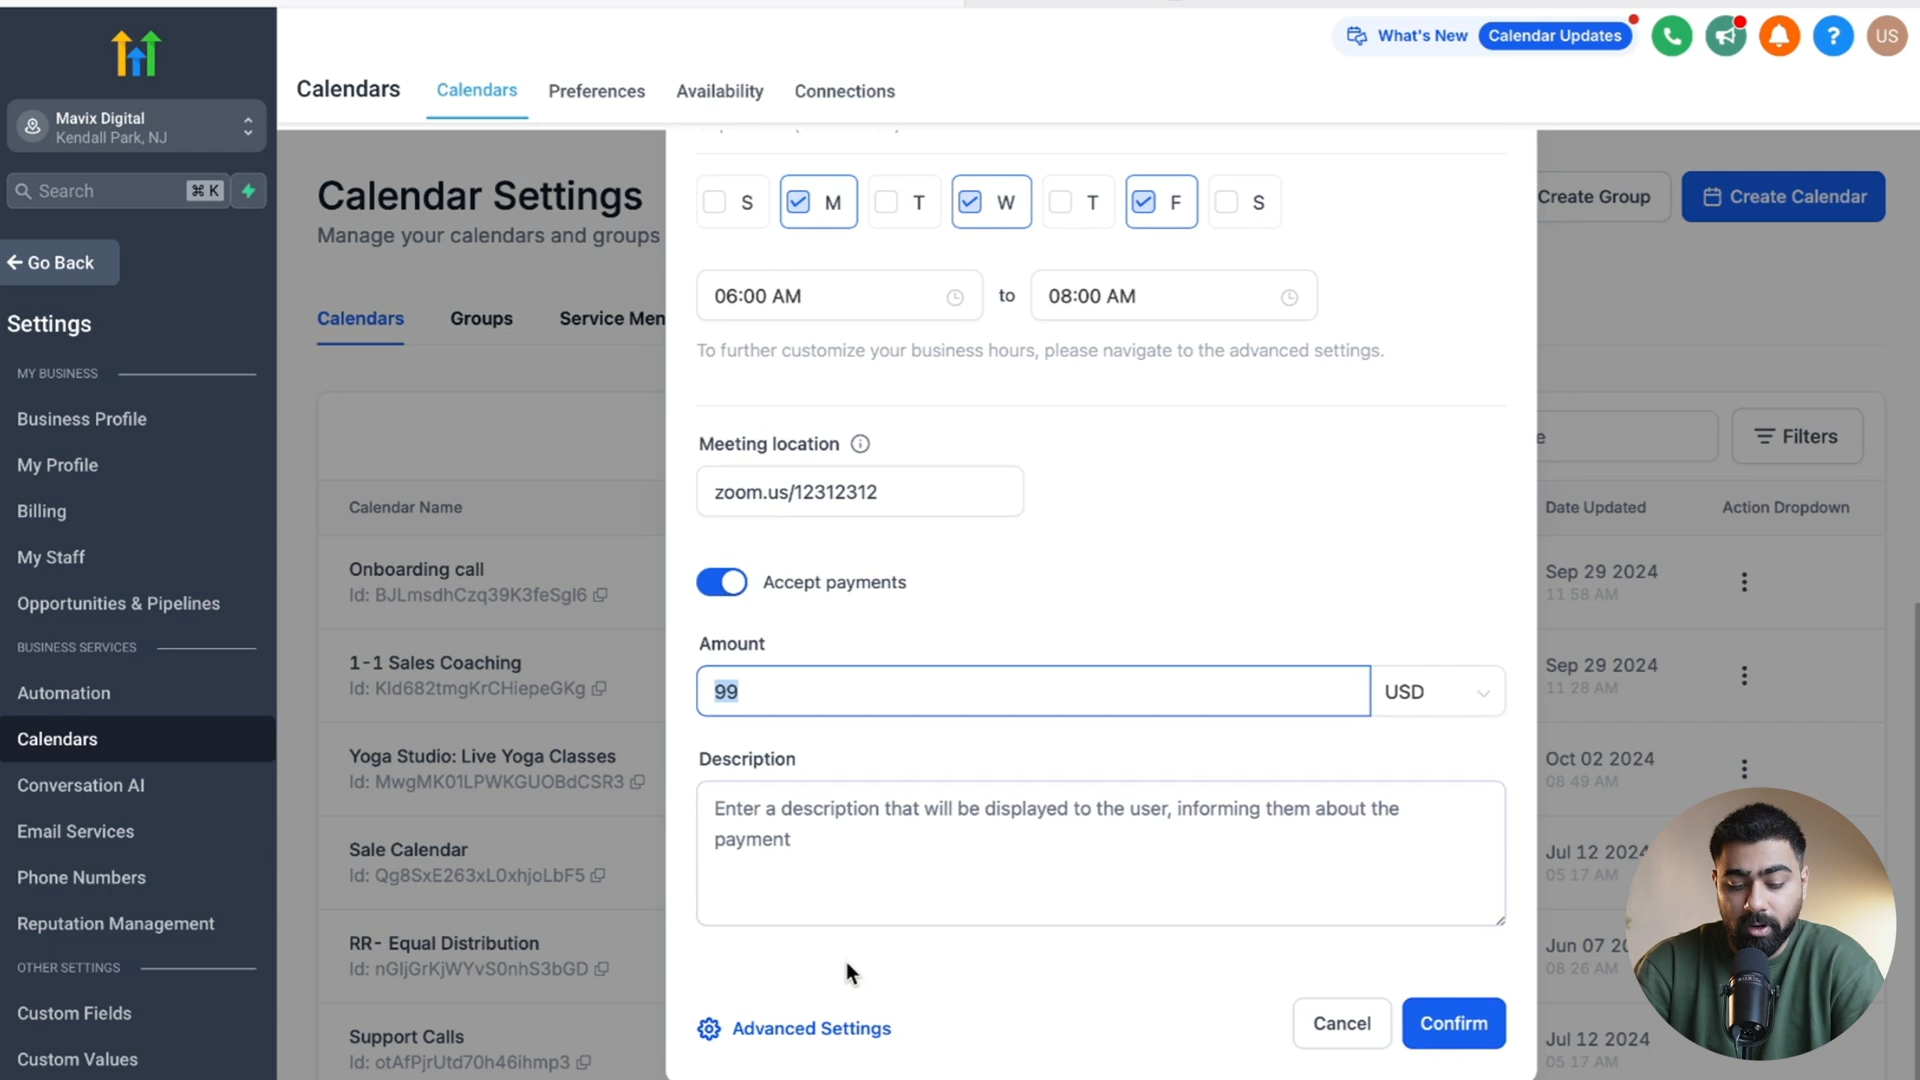 What's New
Calendar Updates
?
US
Calendars
Calendars
Preferences
Availability
Connections
Mavix Digital
Kendall Park, NJ
Search
⌘ K
Go Back
Settings
MY BUSINESS
Business Profile
My Profile
Billing
My Staff
Opportunities & Pipelines
BUSINESS SERVICES
Automation
Calendars
Conversation AI
Email Services
Phone Numbers
Reputation Management
OTHER SETTINGS
Custom Fields
Custom Values
Calendar Settings
Manage your calendars and groups
Create Group
Create Calendar
Calendars
Groups
Service Men
Filters
Calendar Name
Date Updated
Action Dropdown
Onboarding call
Id: BJLmsdhCzq39K3feSgl6
Sep 29 2024
11 58 AM
1-1 Sales Coaching
Id: KId682tmgKrCHiepeGKg
Sep 29 2024
11 28 AM
Yoga Studio: Live Yoga Classes
Id: MwgMK01LPWKGUOBdCSR3
Oct 02 2024
08 49 AM
Sale Calendar
Id: Qg8SxE263xL0xhjoLbF5
Jul 12 2024
05 17 AM
RR- Equal Distribution
Id: nGljGrKjWYvS0nhS3bGD
Jun 07 20
08 26 AM
Support Calls
Id: otAfPjrUtd70h46ihmp3
Jul 12 2024
05 17 AM
S
M
T
W
T
F
S
06:00 AM
to
08:00 AM
To further customize your business hours, please navigate to the advanced settings.
Meeting location
zoom.us/12312312
Accept payments
Amount
99
USD
Description
Enter a description that will be displayed to the user, informing them about the
payment
Advanced Settings
Cancel
Confirm